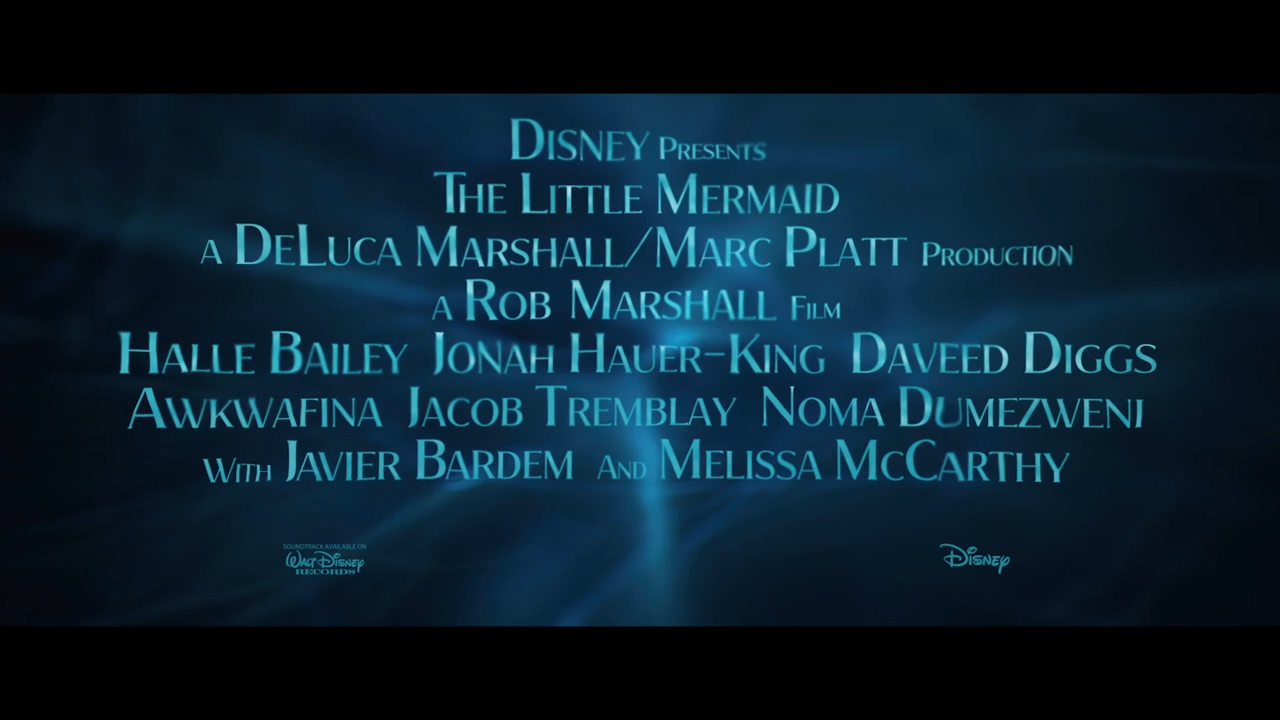 Disney Presents
The Little Mermaid
A DeLuca Marshall/Marc Platt Production
A Rob Marshall Film
Halle Bailey Jonah Hauer-King Daveed Diggs
Awkwafina Jacob Tremblay Noma Dumezweni
With Javier Bardem And Melissa McCarthy
SOUNDTRACK AVAILABLE ON
Walt Disney
RECORDS
Disney